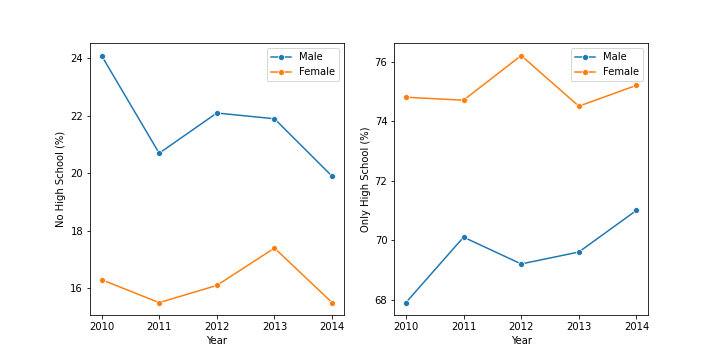 No High School (%)
24
22
20
18
16
Male
Female
2010 2011 2012 2013 2014
Year
Only High School (%)
76
74
72
70
68
Male
Female
2010 2011 2012 2013 2014
Year